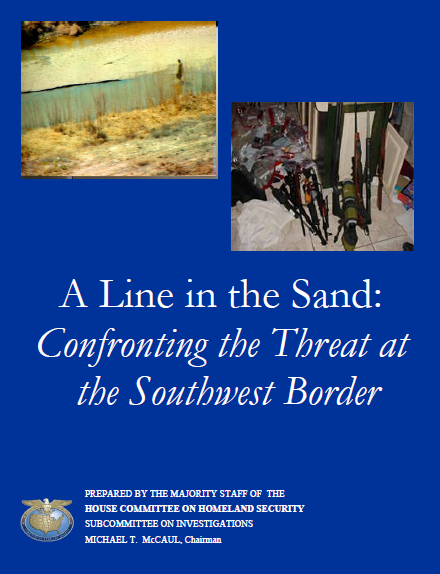 A Line in the Sand:
Confronting the Threat at
the Southwest Border
PREPARED BY THE MAJORITY STAFF OF THE
HOUSE COMMITTEE ON HOMELAND SECURITY
SUBCOMMITTEE ON INVESTIGATIONS
MICHAEL T. McCAUL, Chairman